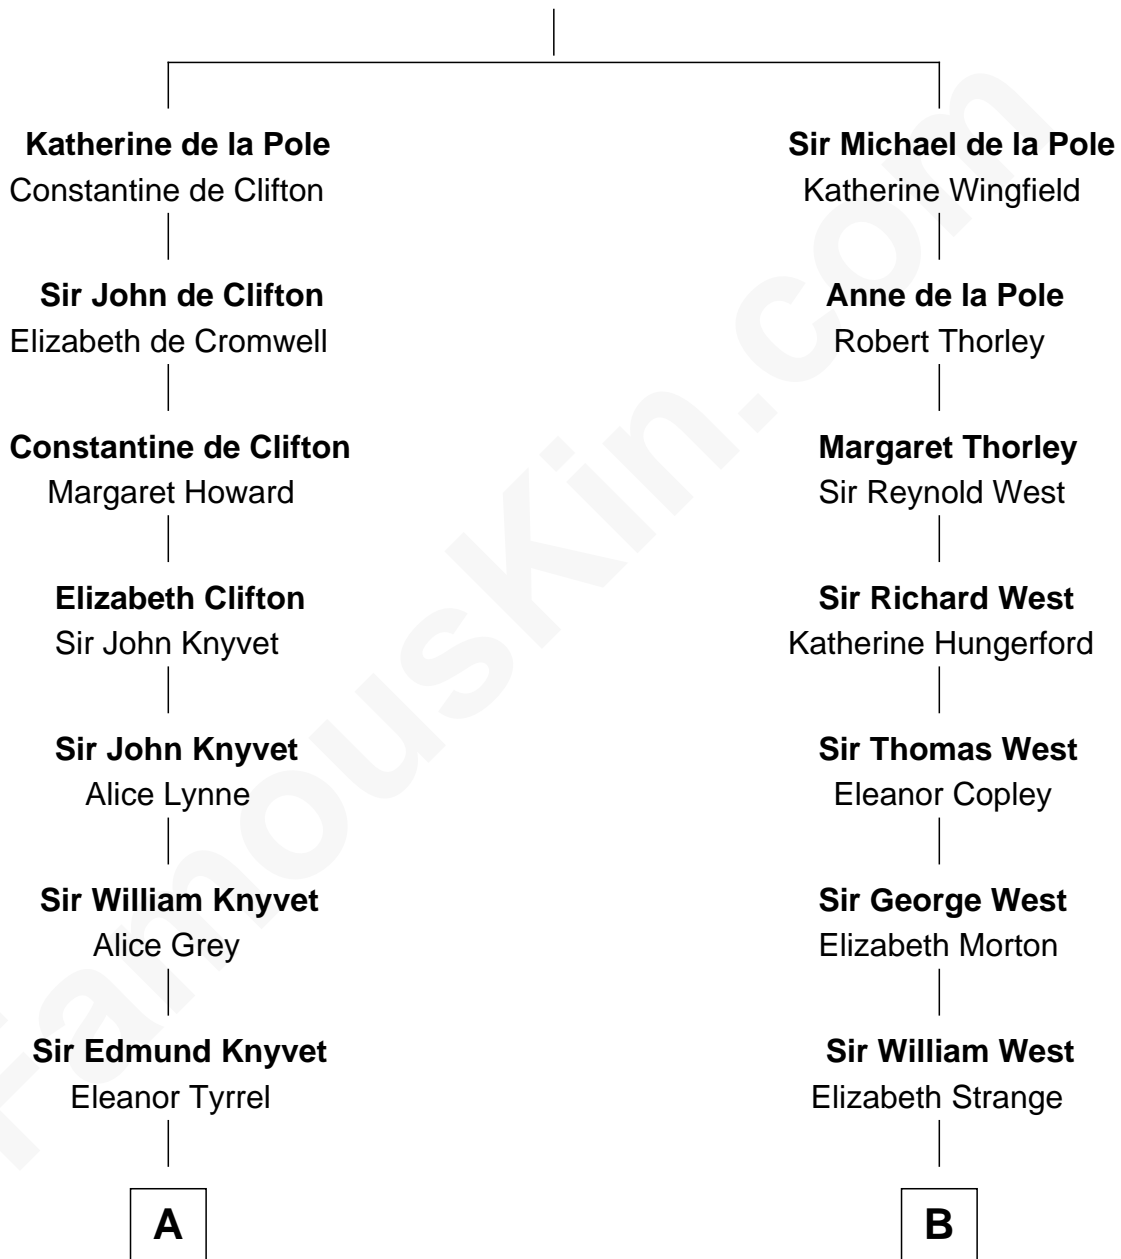 Katherine de la Pole
Constantine de Clifton
Sir John de Clifton
Elizabeth de Cromwell
Constantine de Clifton
Margaret Howard
Elizabeth Clifton
Sir John Knyvet
Sir John Knyvet
Alice Lynne
Sir William Knyvet
Alice Grey
Sir Edmund Knyvet
Eleanor Tyrrel
A
Sir Michael de la Pole
Katherine Wingfield
Anne de la Pole
Robert Thorley
Margaret Thorley
Sir Reynold West
Sir Richard West
Katherine Hungerford
Sir Thomas West
Eleanor Copley
Sir George West
Elizabeth Morton
Sir William West
Elizabeth Strange
B
FamousKin.com